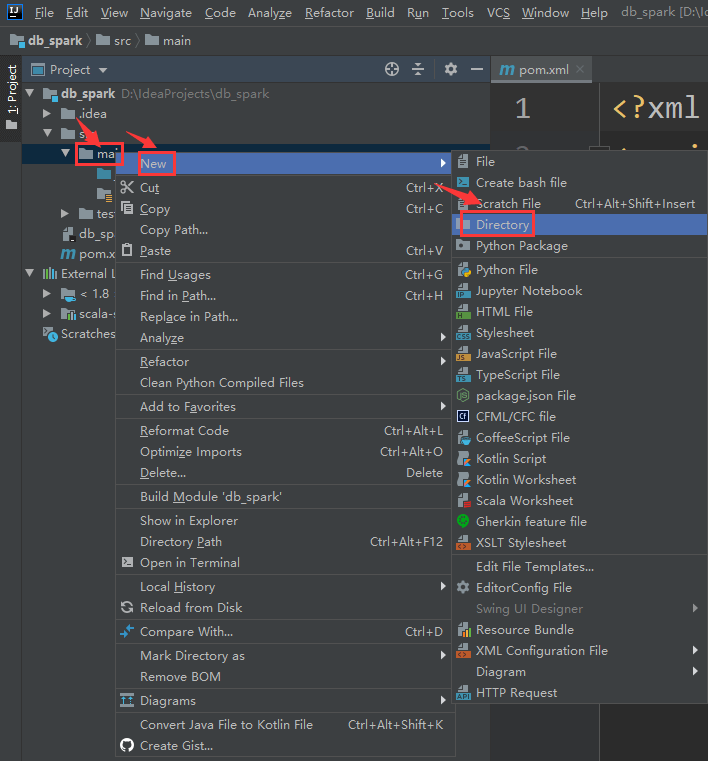 File Edit View Navigate Code Analyze Refactor Build Run Tools VCS Window Help db_spark [D:\I
db_spark src main
1: Project
Project
pom.xml
db_spark D:\IdeaProjects\db_spark
.idea
mai
test
db_sp
pom.x
External L
< 1.8
scala-s
Scratches
1
<?xml
New
Cut Ctrl+X
Copy Ctrl+C
Copy Path...
Paste Ctrl+V
Find Usages Ctrl+G
Find in Path... Ctrl+H
Replace in Path...
Analyze
Refactor
Clean Python Compiled Files
Add to Favorites
Reformat Code Ctrl+Alt+L
Optimize Imports Ctrl+Alt+O
Delete... Delete
Build Module 'db_spark'
Show in Explorer
Directory Path Ctrl+Alt+F12
Open in Terminal
Local History
Reload from Disk
Compare With... Ctrl+D
Mark Directory as
Remove BOM
Diagrams
Convert Java File to Kotlin File Ctrl+Alt+Shift+K
Create Gist...
File
Create bash file
Scratch File Ctrl+Alt+Shift+Insert
Directory
Python Package
Python File
Jupyter Notebook
HTML File
Stylesheet
JavaScript File
TypeScript File
package.json File
CFML/CFC file
CoffeeScript File
Kotlin Script
Kotlin Worksheet
Scala Worksheet
Gherkin feature file
XSLT Stylesheet
Edit File Templates...
EditorConfig File
Swing UI Designer
Resource Bundle
XML Configuration File
Diagram
HTTP Request